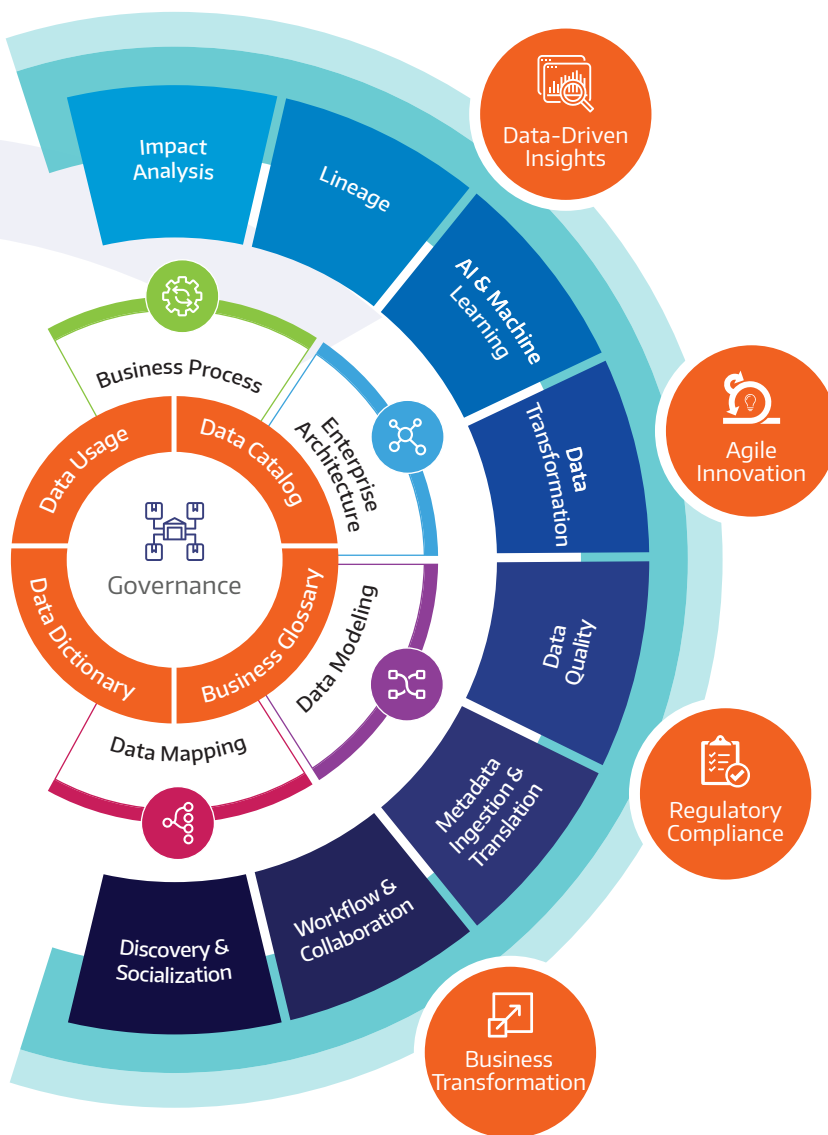 Data-Driven
Insights
Impact
Analysis
Lineage
AI & Machine
Learning
Business Process
Enterprise
Architecture
Data
Transformation
Agile
Innovation
Data Usage
Data Catalog
Governance
Data Dictionary
Business Glossary
Data Modeling
Data
Quality
Data Mapping
Metadata
Ingestion &
Translation
Regulatory
Compliance
Workflow &
Collaboration
Discovery &
Socialization
Business
Transformation